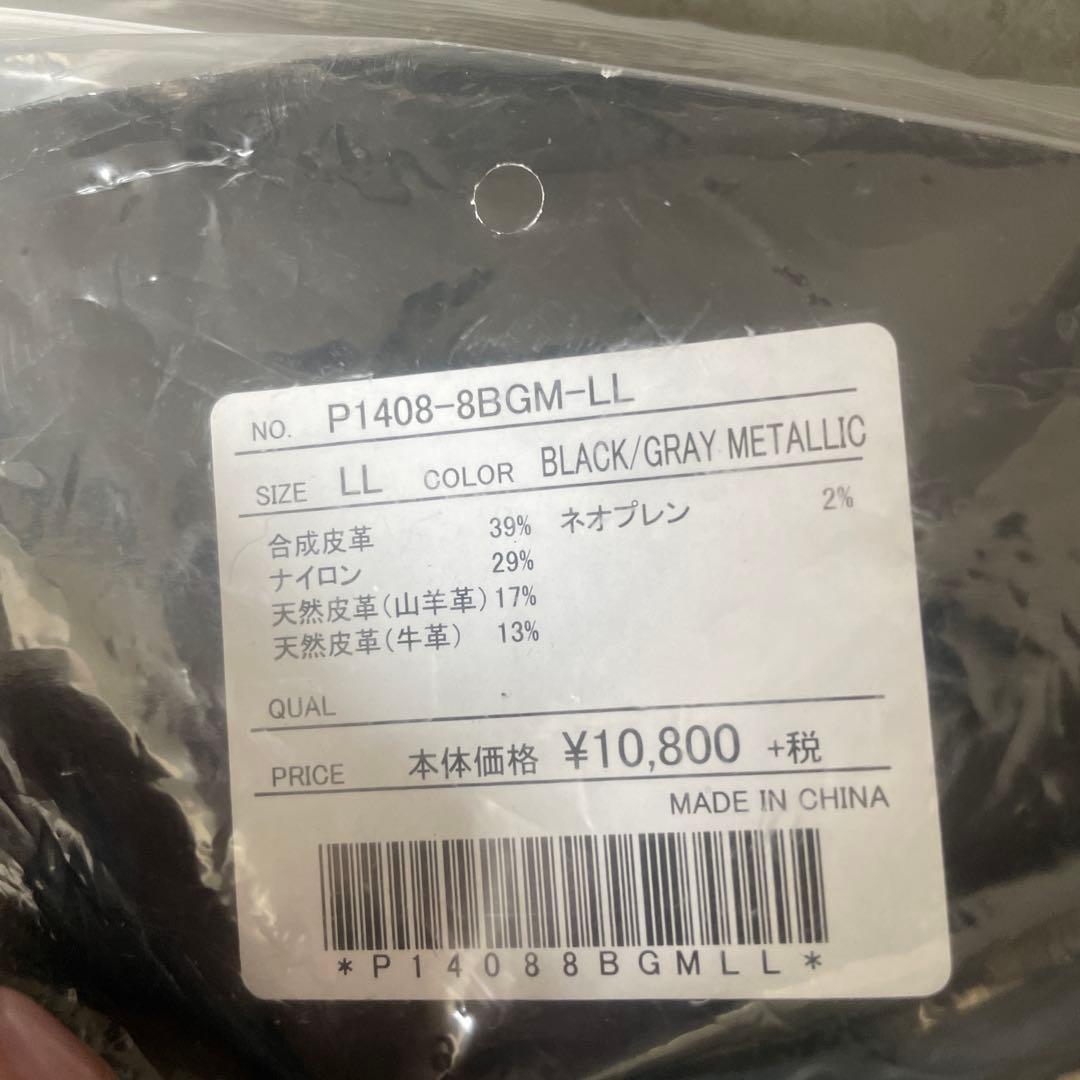 NO. P1408-8BGM-LL
SIZE LL COLOR BLACK/GRAY METALLIC
合成皮革 39% ネオプレン 2%
ナイロン 29%
天然皮革(山羊革) 17%
天然皮革(牛革) 13%
QUAL
PRICE 本体価格 ¥10,800 +税
MADE IN CHINA
*P14088BGMLL*